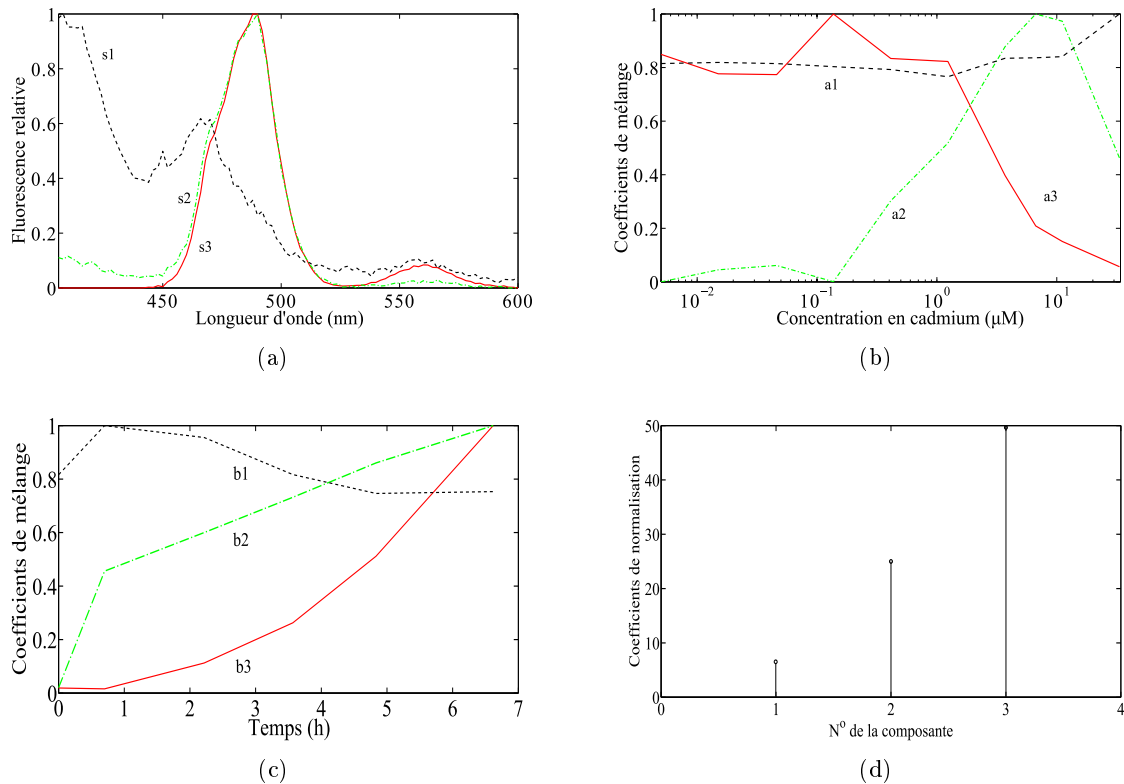 1
0.8
0.6
0.4
0.2
0
450
500
550
600
Fluorescence relative
Longueur d'onde (nm)
s1
s2
s3
(a)
1
0.8
0.6
0.4
0.2
0
10⁻²
10⁻¹
10⁰
10¹
Coefficients de mélange
Concentration en cadmium (µM)
a1
a2
a3
(b)
1
0.8
0.6
0.4
0.2
0
0
1
2
3
4
5
6
7
Coefficients de mélange
Temps (h)
b1
b2
b3
(c)
50
40
30
20
10
0
0
1
2
3
4
Coefficients de normalisation
N° de la composante
(d)